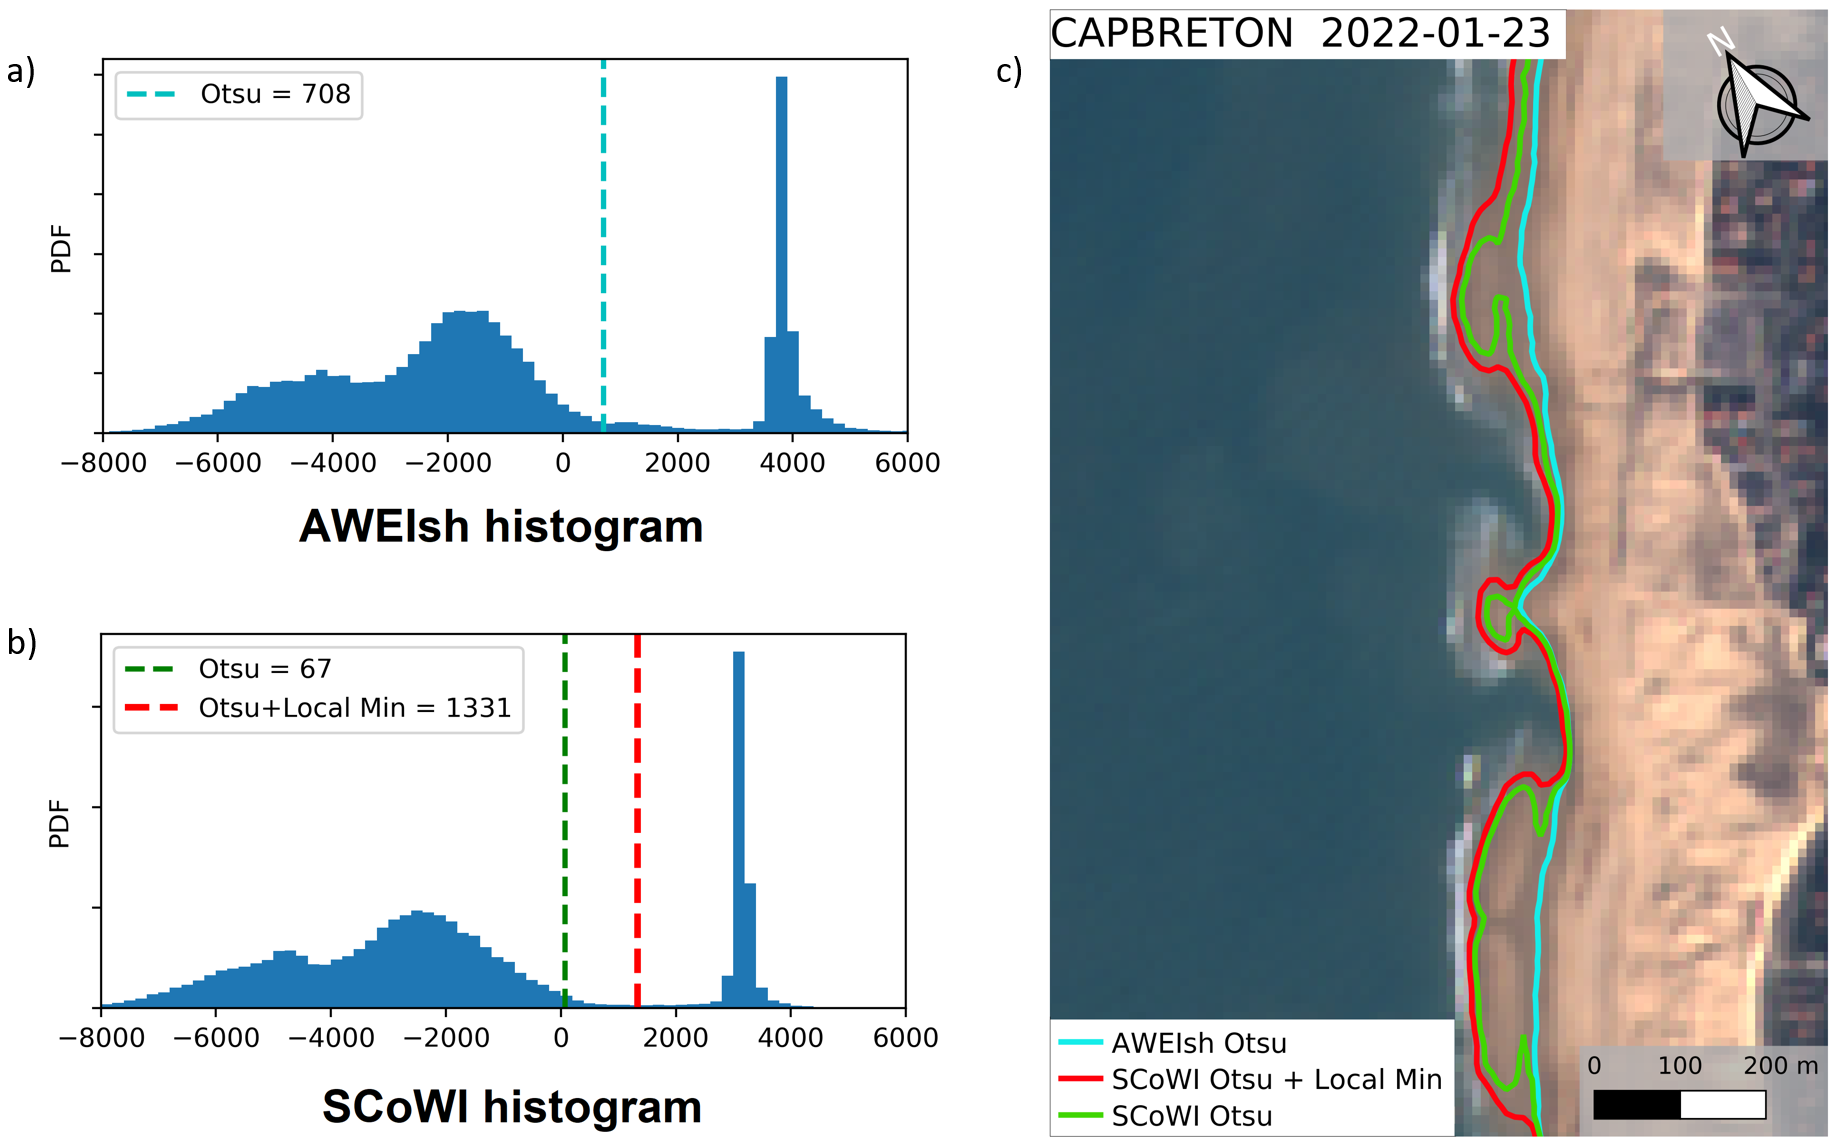 a)
Otsu = 708
PDF
−8000 −6000 −4000 −2000 0 2000 4000 6000
AWEIsh histogram
b)
Otsu = 67
Otsu+Local Min = 1331
PDF
−8000 −6000 −4000 −2000 0 2000 4000 6000
SCoWI histogram
c)
CAPBRETON 2022-01-23
N
AWEIsh Otsu
SCoWI Otsu + Local Min
SCoWI Otsu
0 100 200 m